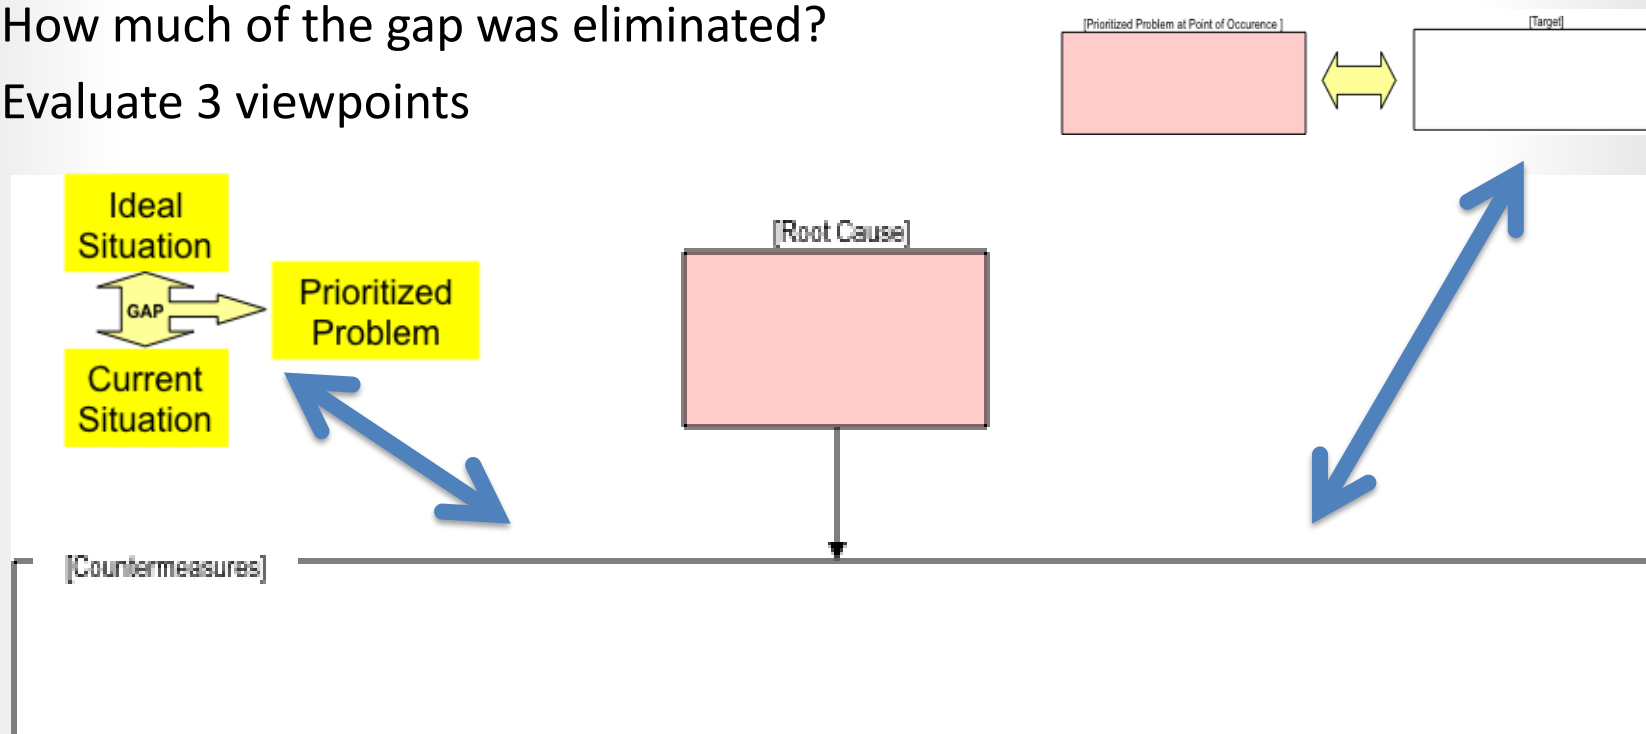 How much of the gap was eliminated?
Evaluate 3 viewpoints
[Prioritized Problem at Point of Occurence ]
[Target]
Ideal
Situation
GAP
Prioritized
Problem
Current
Situation
[Root Cause]
[Countermeasures]